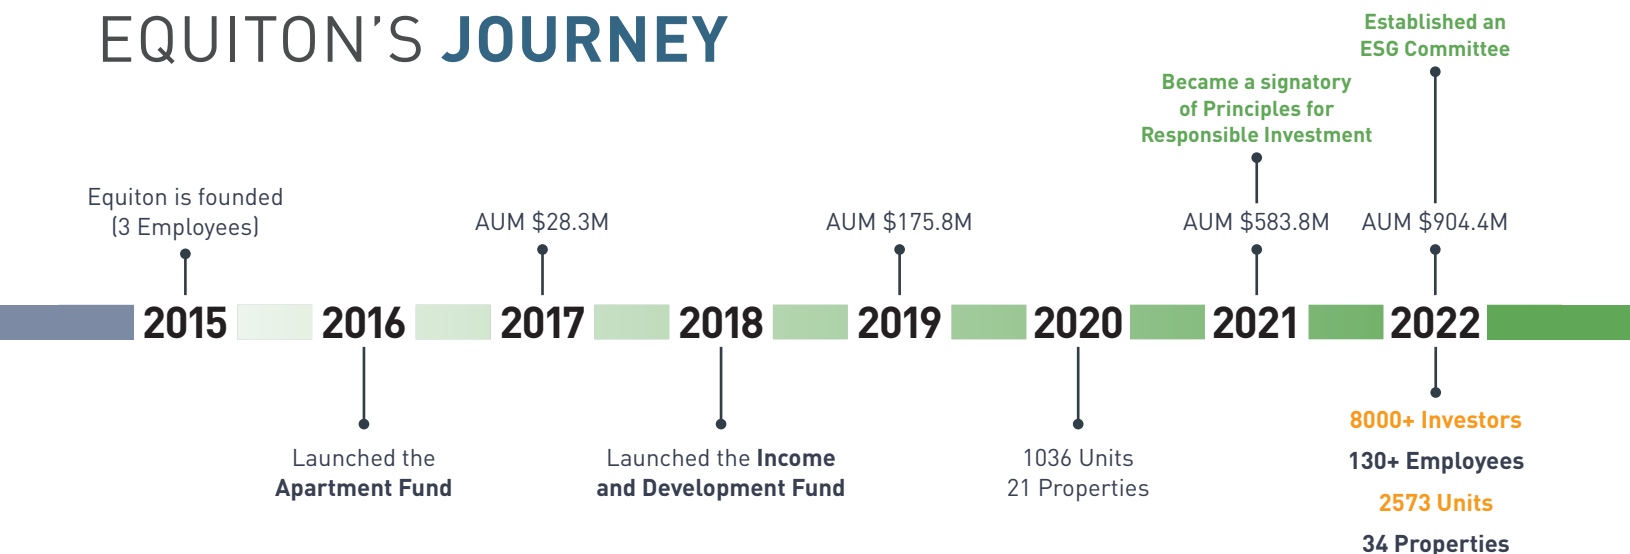 EQUITON'S JOURNEY
Established an
ESG Committee
Became a signatory
of Principles for
Responsible Investment
Equiton is founded
(3 Employees)
AUM $28.3M
AUM $175.8M
AUM $583.8M
AUM $904.4M
2015
2016
2017
2018
2019
2020
2021
2022
Launched the
Apartment Fund
Launched the Income
and Development Fund
1036 Units
21 Properties
8000+ Investors
130+ Employees
2573 Units
34 Properties